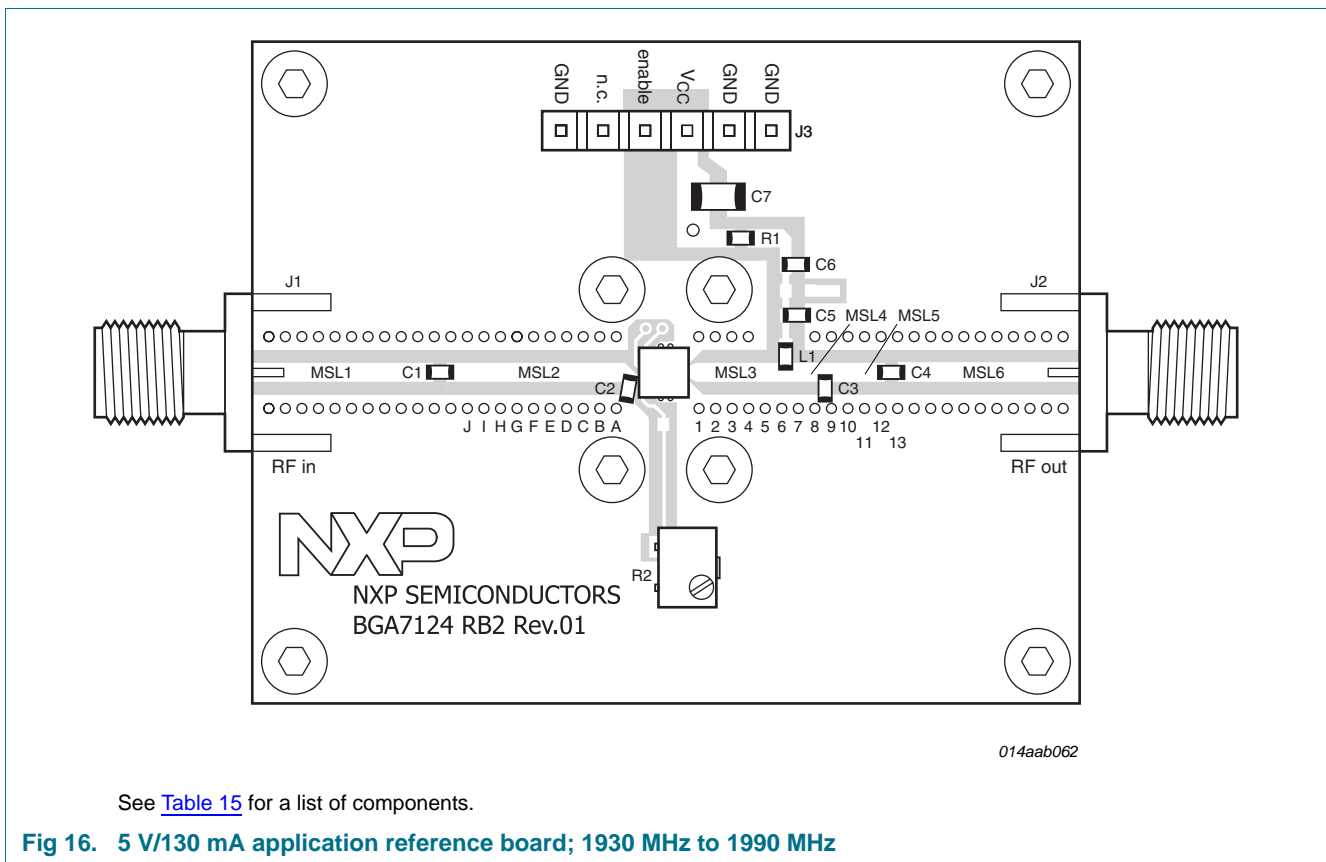 GND
n.c.
enable
VCC
GND
GND
J3
C7
R1
C6
J1
J2
C5
MSL4
MSL5
L1
MSL1
C1
MSL2
C2
MSL3
C3
C4
MSL6
J I H G F E D C B A
1 2 3 4 5 6 7 8 9 10 12
11 13
RF in
RF out
NXP
R2
NXP SEMICONDUCTORS
BGA7124 RB2 Rev.01
014aab062
See Table 15 for a list of components.
Fig 16. 5 V/130 mA application reference board; 1930 MHz to 1990 MHz